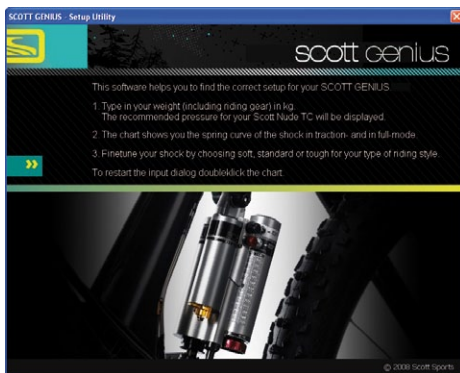 SCOTT GENIUS - Setup Utility
scott genius
This software helps you to find the correct setup for your SCOTT GENIUS.
1. Type in your weight (including riding gear) in kg.
The recommended pressure for your Scott Nude TC will be displayed.
2. The chart shows you the spring curve of the shock in traction- and in full-mode.
3. Finetune your shock by choosing soft, standard or tough for your type of riding style.
To restart the input dialog doubleklick the chart.
© 2008 Scott Sports